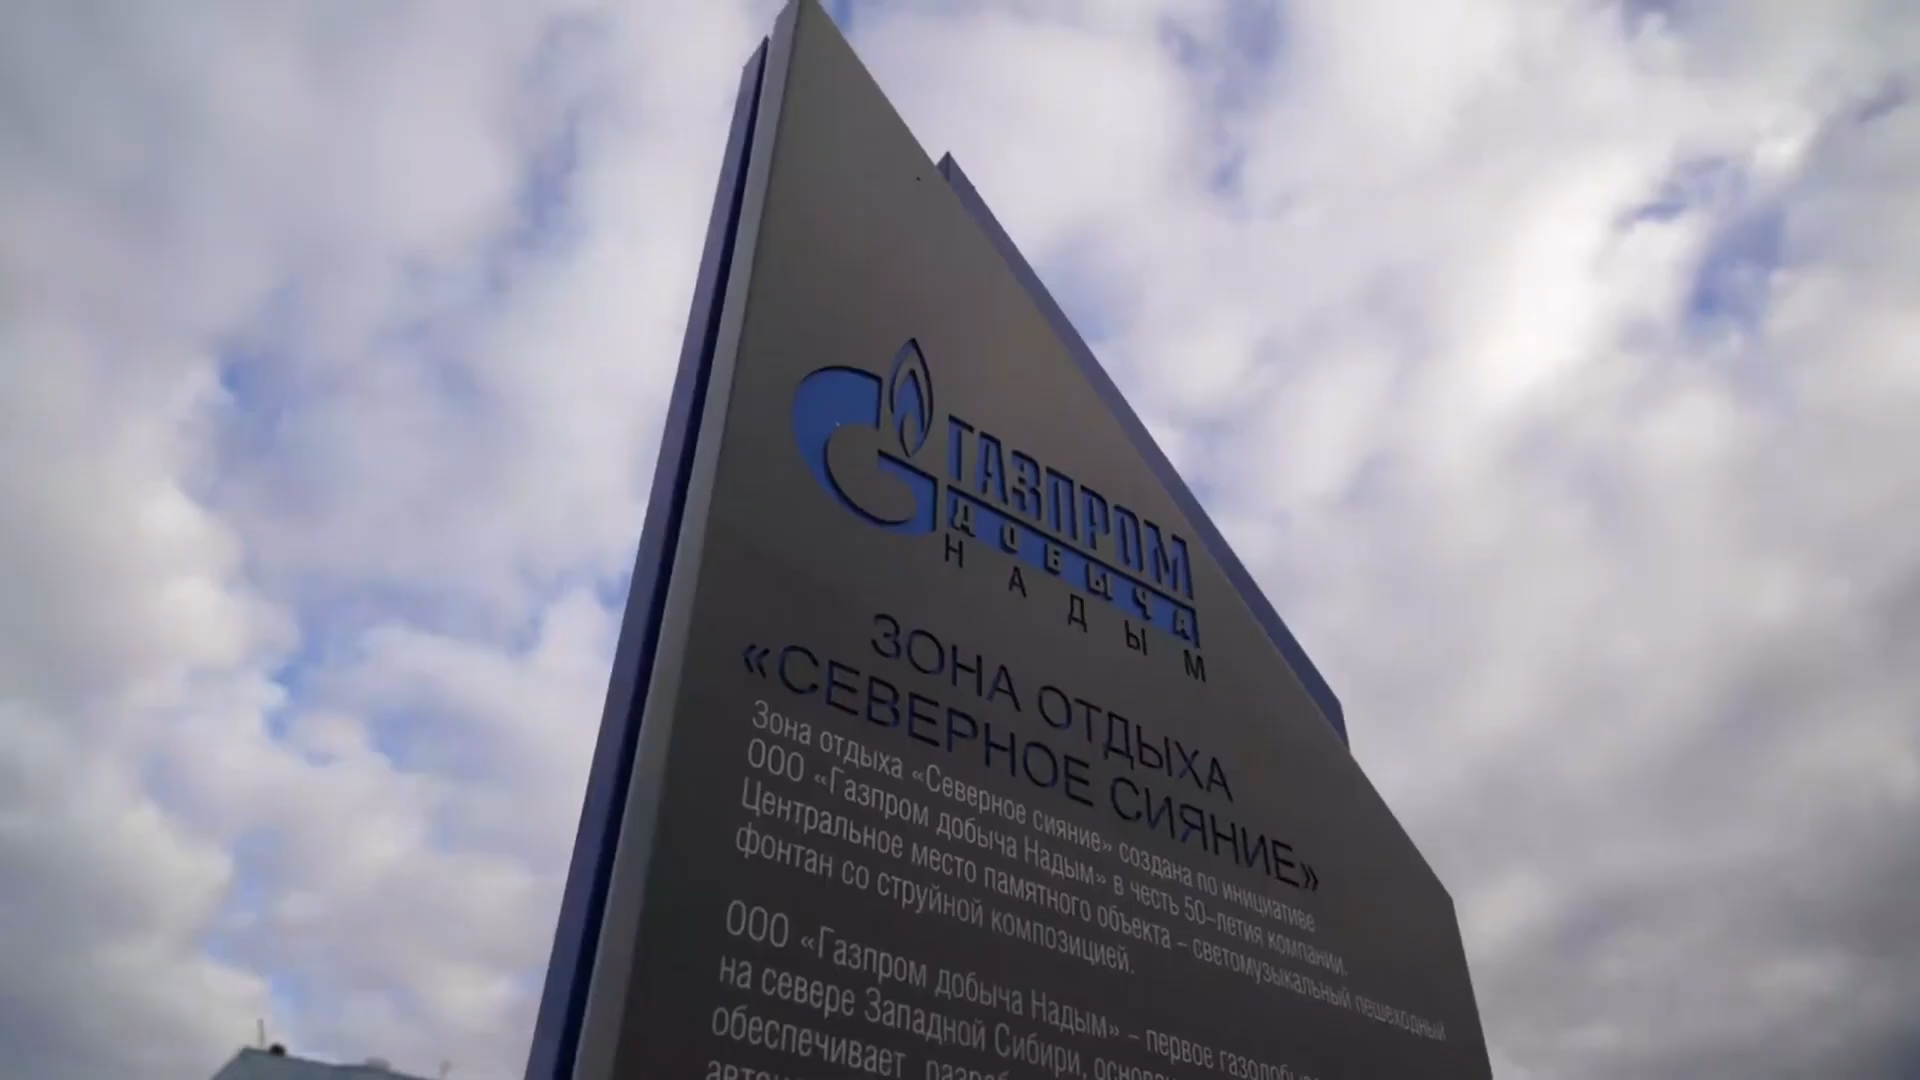 ГАЗПРОМ
ДОБЫЧА
НАДЫМ
ЗОНА ОТДЫХА
«СЕВЕРНОЕ СИЯНИЕ»
Зона отдыха «Северное сияние» создана по инициативе
ООО «Газпром добыча Надым» в честь 50–летия компании.
Центральное место памятного объекта – светомузыкальный пешеходный
фонтан со струйной композицией.
ООО «Газпром добыча Надым» – первое
на севере Западной Сибири,
обеспечивает